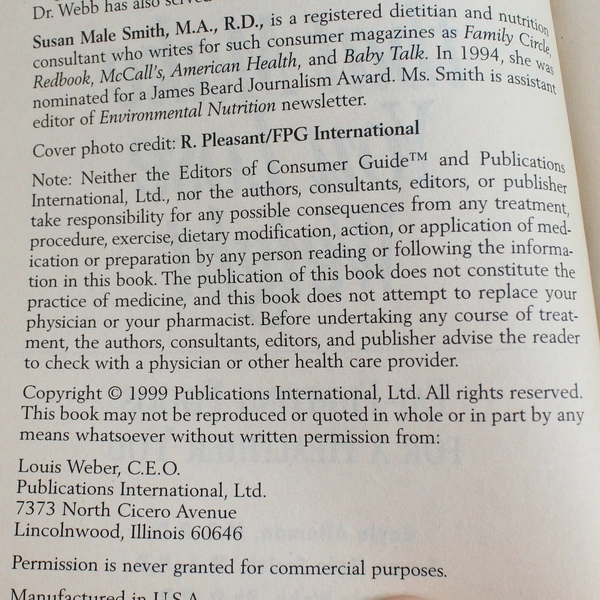 Dr. Webb has also served
Susan Male Smith, M.A., R.D., is a registered dietitian and nutrition
consultant who writes for such consumer magazines as Family Circle,
Redbook, McCall's, American Health, and Baby Talk. In 1994, she was
nominated for a James Beard Journalism Award. Ms. Smith is assistant
editor of Environmental Nutrition newsletter.
Cover photo credit: R. Pleasant/FPG International
Note: Neither the Editors of Consumer Guide™ and Publications
International, Ltd., nor the authors, consultants, editors, or publisher
take responsibility for any possible consequences from any treatment,
procedure, exercise, dietary modification, action, or application of med-
ication or preparation by any person reading or following the informa-
tion in this book. The publication of this book does not constitute the
practice of medicine, and this book does not attempt to replace your
physician or your pharmacist. Before undertaking any course of treat-
ment, the authors, consultants, editors, and publisher advise the reader
to check with a physician or other health care provider.
Copyright © 1999 Publications International, Ltd. All rights reserved.
This book may not be reproduced or quoted in whole or in part by any
means whatsoever without written permission from:
Louis Weber, C.E.O.
Publications International, Ltd.
7373 North Cicero Avenue
Lincolnwood, Illinois 60646
Permission is never granted for commercial purposes.
Manufactured in U.S.A.